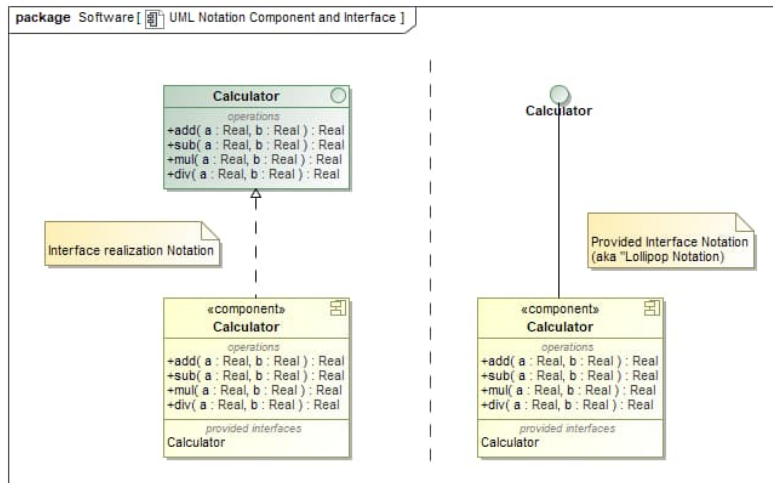 package Software [ UML Notation Component and Interface ]
Calculator
operations
+add( a : Real, b : Real ) : Real
+sub( a : Real, b : Real ) : Real
+mul( a : Real, b : Real ) : Real
+div( a : Real, b : Real ) : Real
Interface realization Notation
«component»
Calculator
operations
+add( a : Real, b : Real ) : Real
+sub( a : Real, b : Real ) : Real
+mul( a : Real, b : Real ) : Real
+div( a : Real, b : Real ) : Real
provided interfaces
Calculator
Calculator
Provided Interface Notation
(aka "Lollipop Notation)
«component»
Calculator
operations
+add( a : Real, b : Real ) : Real
+sub( a : Real, b : Real ) : Real
+mul( a : Real, b : Real ) : Real
+div( a : Real, b : Real ) : Real
provided interfaces
Calculator